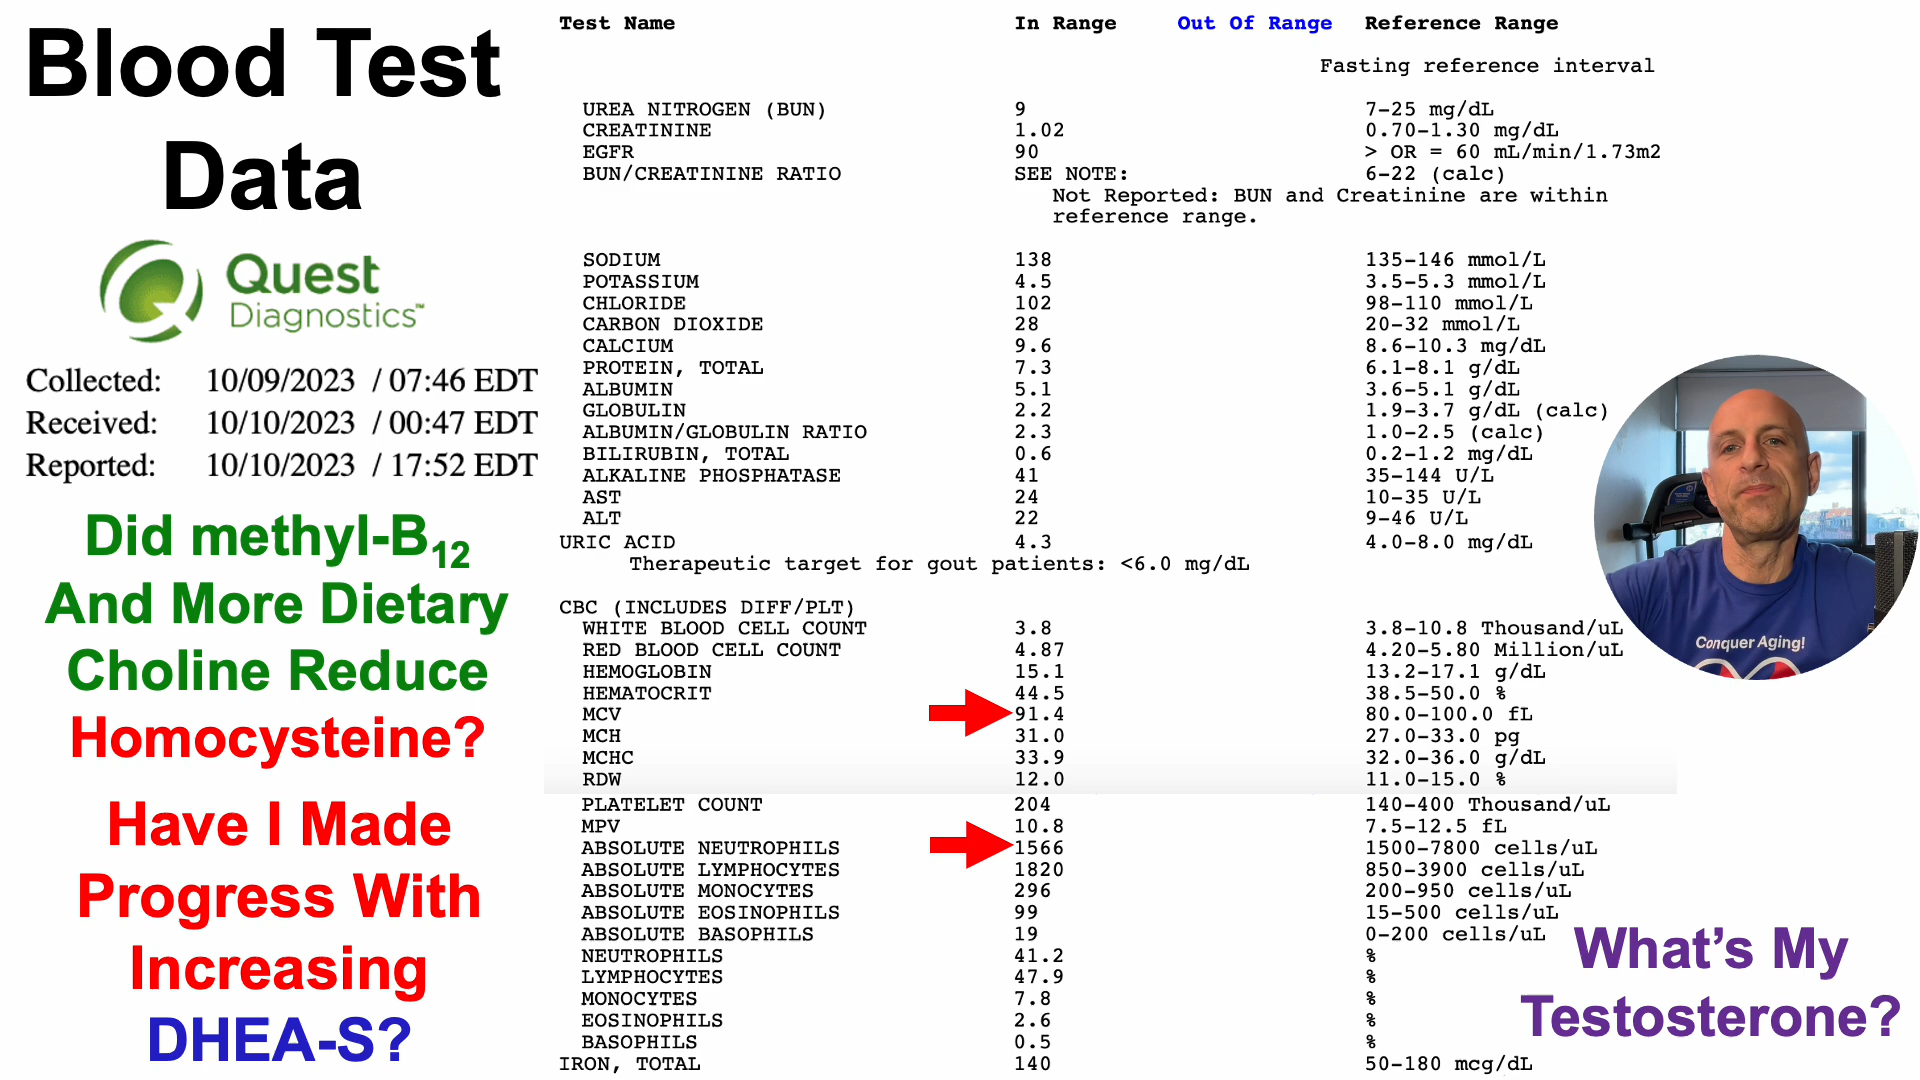 Blood Test
Data
Quest
Diagnostics™
Collected: 10/09/2023 / 07:46 EDT
Received: 10/10/2023 / 00:47 EDT
Reported: 10/10/2023 / 17:52 EDT
Did methyl-B12
And More Dietary
Choline Reduce
Homocysteine?
Have I Made
Progress With
Increasing
DHEA-S?
Test Name In Range Out Of Range Reference Range
Fasting reference interval
UREA NITROGEN (BUN) 9 7-25 mg/dL
CREATININE 1.02 0.70-1.30 mg/dL
EGFR 90 > OR = 60 mL/min/1.73m2
BUN/CREATININE RATIO SEE NOTE: 6-22 (calc)
Not Reported: BUN and Creatinine are within
reference range.
SODIUM 138 135-146 mmol/L
POTASSIUM 4.5 3.5-5.3 mmol/L
CHLORIDE 102 98-110 mmol/L
CARBON DIOXIDE 28 20-32 mmol/L
CALCIUM 9.6 8.6-10.3 mg/dL
PROTEIN, TOTAL 7.3 6.1-8.1 g/dL
ALBUMIN 5.1 3.6-5.1 g/dL
GLOBULIN 2.2 1.9-3.7 g/dL (calc)
ALBUMIN/GLOBULIN RATIO 2.3 1.0-2.5 (calc)
BILIRUBIN, TOTAL 0.6 0.2-1.2 mg/dL
ALKALINE PHOSPHATASE 41 35-144 U/L
AST 24 10-35 U/L
ALT 22 9-46 U/L
URIC ACID 4.3 4.0-8.0 mg/dL
Therapeutic target for gout patients: <6.0 mg/dL
CBC (INCLUDES DIFF/PLT)
WHITE BLOOD CELL COUNT 3.8 3.8-10.8 Thousand/uL
RED BLOOD CELL COUNT 4.87 4.20-5.80 Million/uL
HEMOGLOBIN 15.1 13.2-17.1 g/dL
HEMATOCRIT 44.5 38.5-50.0 %
MCV 91.4 80.0-100.0 fL
MCH 31.0 27.0-33.0 pg
MCHC 33.9 32.0-36.0 g/dL
RDW 12.0 11.0-15.0 %
PLATELET COUNT 204 140-400 Thousand/uL
MPV 10.8 7.5-12.5 fL
ABSOLUTE NEUTROPHILS 1566 1500-7800 cells/uL
ABSOLUTE LYMPHOCYTES 1820 850-3900 cells/uL
ABSOLUTE MONOCYTES 296 200-950 cells/uL
ABSOLUTE EOSINOPHILS 99 15-500 cells/uL
ABSOLUTE BASOPHILS 19 0-200 cells/uL
NEUTROPHILS 41.2 %
LYMPHOCYTES 47.9 %
MONOCYTES 7.8 %
EOSINOPHILS 2.6 %
BASOPHILS 0.5 %
IRON, TOTAL 140 50-180 mcg/dL
Conquer Aging!
What's My
Testosterone?